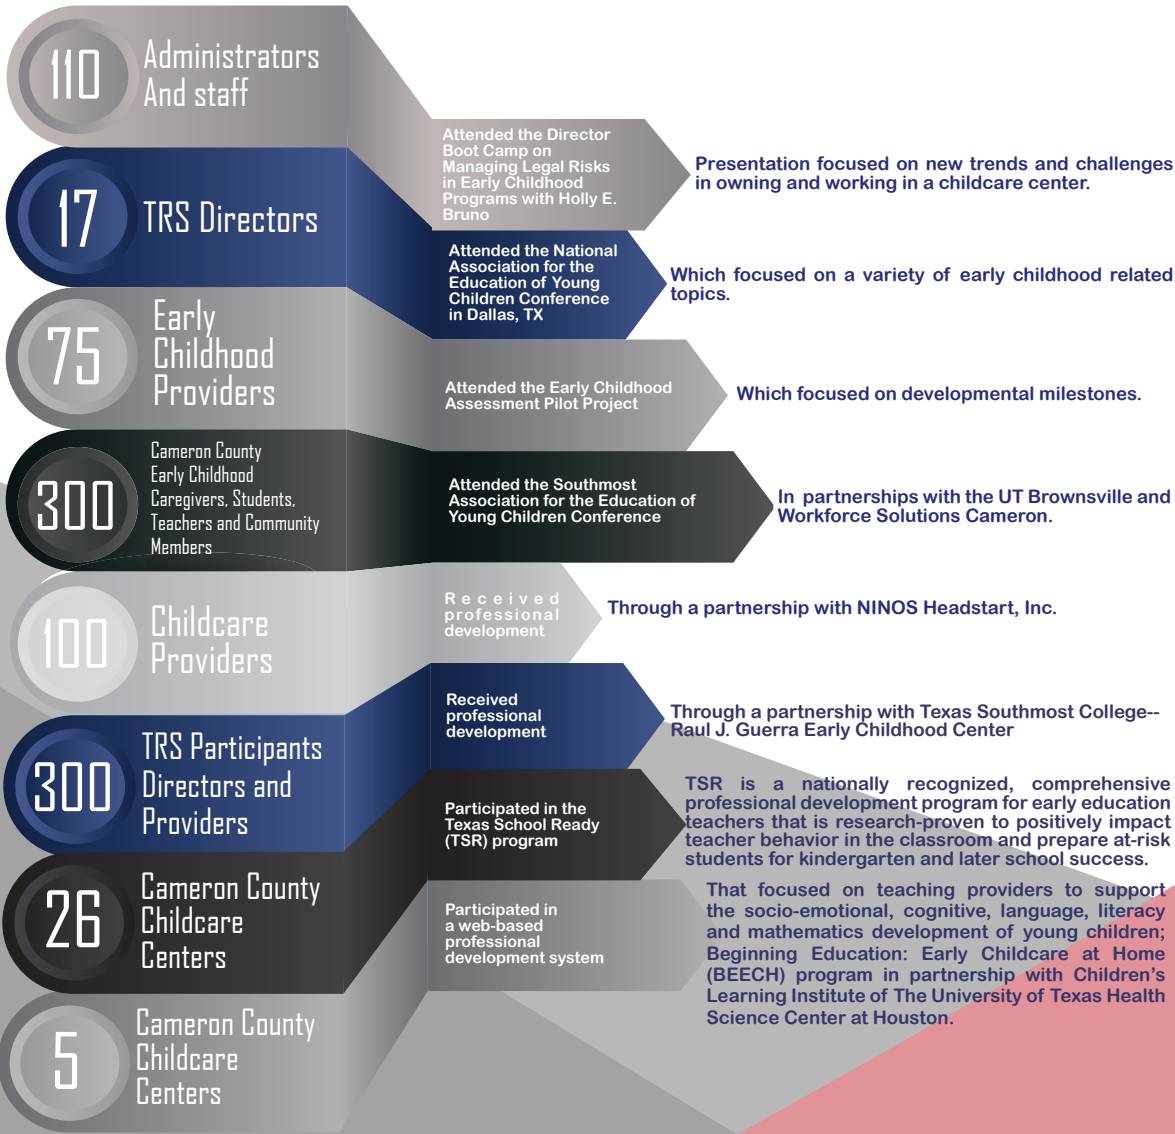 110
Administrators
And staff
Attended the Director
Boot Camp on
Managing Legal Risks
in Early Childhood
Programs with Holly E.
Bruno
Presentation focused on new trends and challenges
in owning and working in a childcare center.
17
TRS Directors
Attended the National
Association for the
Education of Young
Children Conference
in Dallas, TX
Which focused on a variety of early childhood related
topics.
75
Early
Childhood
Providers
Attended the Early Childhood
Assessment Pilot Project
Which focused on developmental milestones.
300
Cameron County
Early Childhood
Caregivers, Students,
Teachers and Community
Members
Attended the Southmost
Association for the Education of
Young Children Conference
In partnerships with the UT Brownsville and
Workforce Solutions Cameron.
100
Childcare
Providers
Received
professional
development
Through a partnership with NINOS Headstart, Inc.
300
TRS Participants
Directors and
Providers
Received
professional
development
Through a partnership with Texas Southmost College--
Raul J. Guerra Early Childhood Center
26
Cameron County
Childcare
Centers
Participated in the
Texas School Ready
(TSR) program
TSR is a nationally recognized, comprehensive
professional development program for early education
teachers that is research-proven to positively impact
teacher behavior in the classroom and prepare at-risk
students for kindergarten and later school success.
5
Cameron County
Childcare
Centers
Participated in
a web-based
professional
development system
That focused on teaching providers to support
the socio-emotional, cognitive, language, literacy
and mathematics development of young children;
Beginning Education: Early Childcare at Home
(BEECH) program in partnership with Children's
Learning Institute of The University of Texas Health
Science Center at Houston.